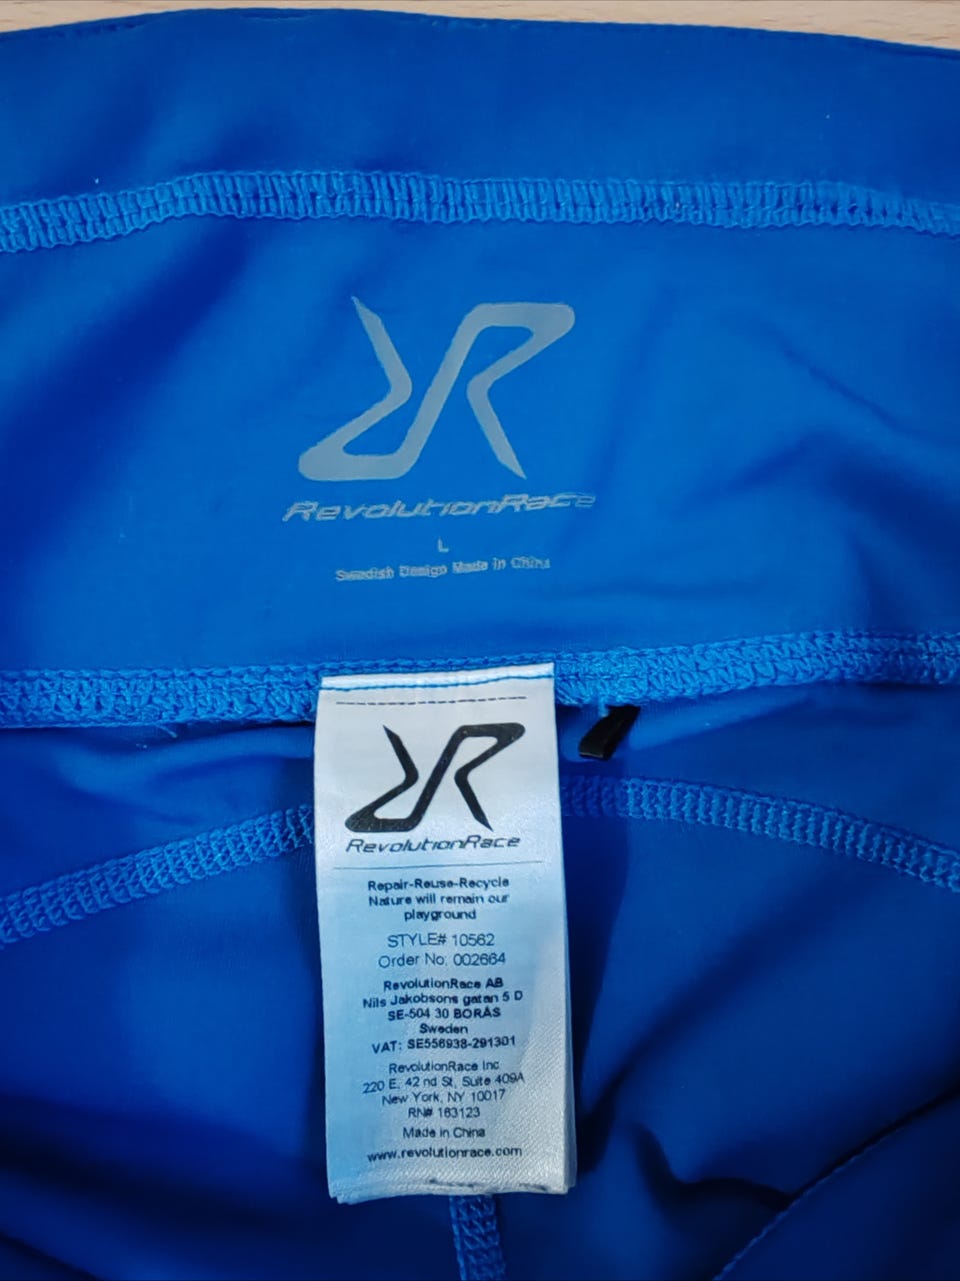 RevolutionRace
L
Swedish Design Made in China
RevolutionRace
Repair-Reuse-Recycle
Nature will remain our
playground
STYLE# 10562
Order No: 002664
RevolutionRace AB
Nils Jakobsons gatan 5 D
SE-504 30 BORÅS
Sweden
VAT: SE556938-291301
RevolutionRace Inc
220 E. 42 nd St, Suite 409A
New York, NY 10017
RN# 163123
Made in China
www.revolutionrace.com